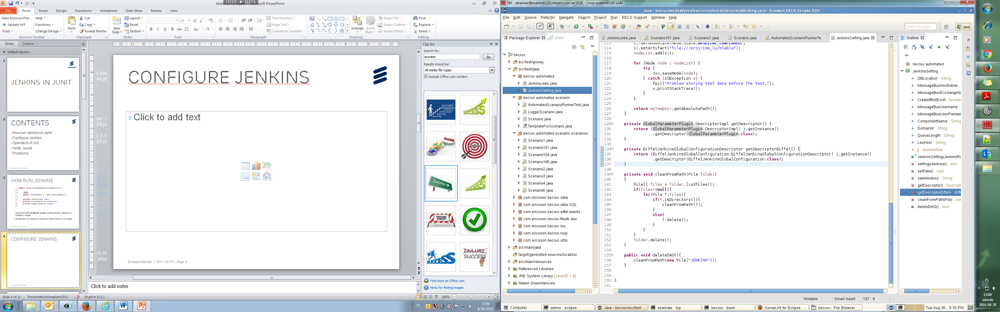 JenkinsInJUnit.pptx - Microsoft PowerPoint
File Home Insert Design Transitions Animations Slide Show Review View
New Ericsson Pres. Help
Update H/F Functions
Tools Change Design
Ericsson Toolbar
Paste
Cut
Copy
Format Painter
Clipboard
New Slide
Layout
Reset
Section
Slides
24
Font
Text Direction
Align Text
Convert to SmartArt
Paragraph
Arrange
Quick Styles
Shape Fill
Shape Outline
Shape Effects
Drawing
Find
Replace
Select
Editing
Slides Outline
Default Section
1
ERICSSON
JENKINS IN JUNIT
2
CONTENTS
›How run Jenkins in Junit
›Configure Jenkins
›Operation of Job
›Verify result
›Problems
3
HOW RUN JENKINS
public class AutomatedScenarioRunnerTest {
@Rule
public JenkinsRule j = new JenkinsRule();
private JenkinsJobs jobs;
private List<Scenario> scenarios;
private LoggerScenario logger;
Using annotations @Rule causes running Jenkins. Jenkins will created in target.
Sometimes we should run clean and install maven in our project
4
CONFIGURE JENKINS
CONFIGURE JENKINS
› Click to add text
Ericsson Internal | 2011-10-19 | Page 4
Click to add notes
Clip Art
Search for:
success
Go
Results should be:
All media file types
Include Office.com content
SUCCESS
practice
instruction
training
learning
SUCCESS
SUCCESS
Success
Success
SUCCESS
SUCCESS AHEAD!
SUCCESS
FAILURE
SUCCESS
Find more at Office.com
Hints for finding images
Slide 4 of 11 "PresentationTemplate2011" English (U.S.)
100%
PL
15:09
8/30/2016
NX - ebarkaw@esekilx8120.rnd.ericsson.se:1016 - Linux-esekilx8120-LAN
Java - becrux/src/test/java/becrux/automated/JenkinsSetting.java - Ericsson EECS Eclipse SDK
File Edit Source Refactor Navigate Search Project Run EECS Support Window Help
Quick Access
Java
Package Explorer JUnit
becrux
src/test/groovy
src/test/java
becrux.automated
JenkinsJobs.java
JenkinsSetting.java
becrux.automated.scenario
AutomatedScenarioRunnerTest.java
LoggerScenario.java
Scenario.java
TemplateForScenario.java
becrux.automated.scenario.scenarios
Scenario1.java
Scenario101.java
Scenario104.java
Scenario106.java
Scenario2.java
Scenario3.java
Scenario4.java
Scenario6.java
com.ericsson.becrux.data
com.ericsson.becrux.data.SQL
com.ericsson.becrux.eiffel.events
com.ericsson.becrux.filedb.dao
com.ericsson.becrux.leo
com.ericsson.becrux.loop
com.ericsson.becrux.utils
src/main/java
target/generated-sources/localizer
src/main/resources
Referenced Libraries
JRE System Library [JavaSE-1.8]
Maven Dependencies
JenkinsJobs.java Scenario101.java Scenario1.java Scenario.java AutomatedScenarioRunnerTe JenkinsSetting.java
113 s1.setNodeState(Node.State.BASELINE_CONFIRMED);
114 s1.setArtifact("file:///proj/ims_lu/blabla");
115 nodeList.add(s1);
116
117 for (Node node : nodeList) {
118 try {
119 dao.saveNode(node);
120 } catch (IOException e) {
121 fail("Problem storing test data before the test.");
122 e.printStackTrace();
123 }
124 }
125
126 return myTempDir.getAbsolutePath();
127 }
128
129 private GlobalParameterPlugin.DescriptorImpl getDescriptor() {
130 return (GlobalParameterPlugin.DescriptorImpl) j.getInstance()
131 .getDescriptor(GlobalParameterPlugin.class);
132 }
133
134 private EiffelJenkinsGlobalConfigurationDescriptor getDescriptorEiffel() {
135 return (EiffelJenkinsGlobalConfiguration.EiffelJenkinsGlobalConfigurationDescriptor) j.getInstance()
136 .getDescriptor(EiffelJenkinsGlobalConfiguration.class);
137 }
138
139 private void cleanFromPath(File folder)
140 {
141 File[] files = folder.listFiles();
142 if(files!=null){
143 for(File f:files){
144 if(f.isDirectory()){
145 cleanFromPath(f);
146 }
147 else{
148 f.delete();
149 }
150 }
151 }
152 folder.delete();
153 }
154
155 public void deleteDAO(){
156 cleanFromPath(new File("JENKINS"));
157 }
158
159
160 }
161
Outline
becrux.automated
JenkinsSetting
DBLocation : String
MessageBusHostname :
MessageBusExchangeNa
CreateIfNotExist : boolean
MessageBusUsername :
MessageBusUserPasswo
ComponentName : String
DomainId : String
QueueLength : String
LeoHost : String
j : JenkinsRule
JenkinsSetting(JenkinsRu
settingsJenkins() : void
setData() : void
saveNodes() : String
getDescriptor() : Descript
getDescriptorEiffel() : Eiffe
cleanFromPath(File) : voi
deleteDAO() : void
Writable Smart Insert 137 : 6
Computer admin : eclipse Java - becrux/src/test... ebarkaw : top becrux : bash SonarLint for Eclipse ... becrux - File Browser Tue Aug 30, 3:10 PM
PL
15:09
wtorek
2016-08-30